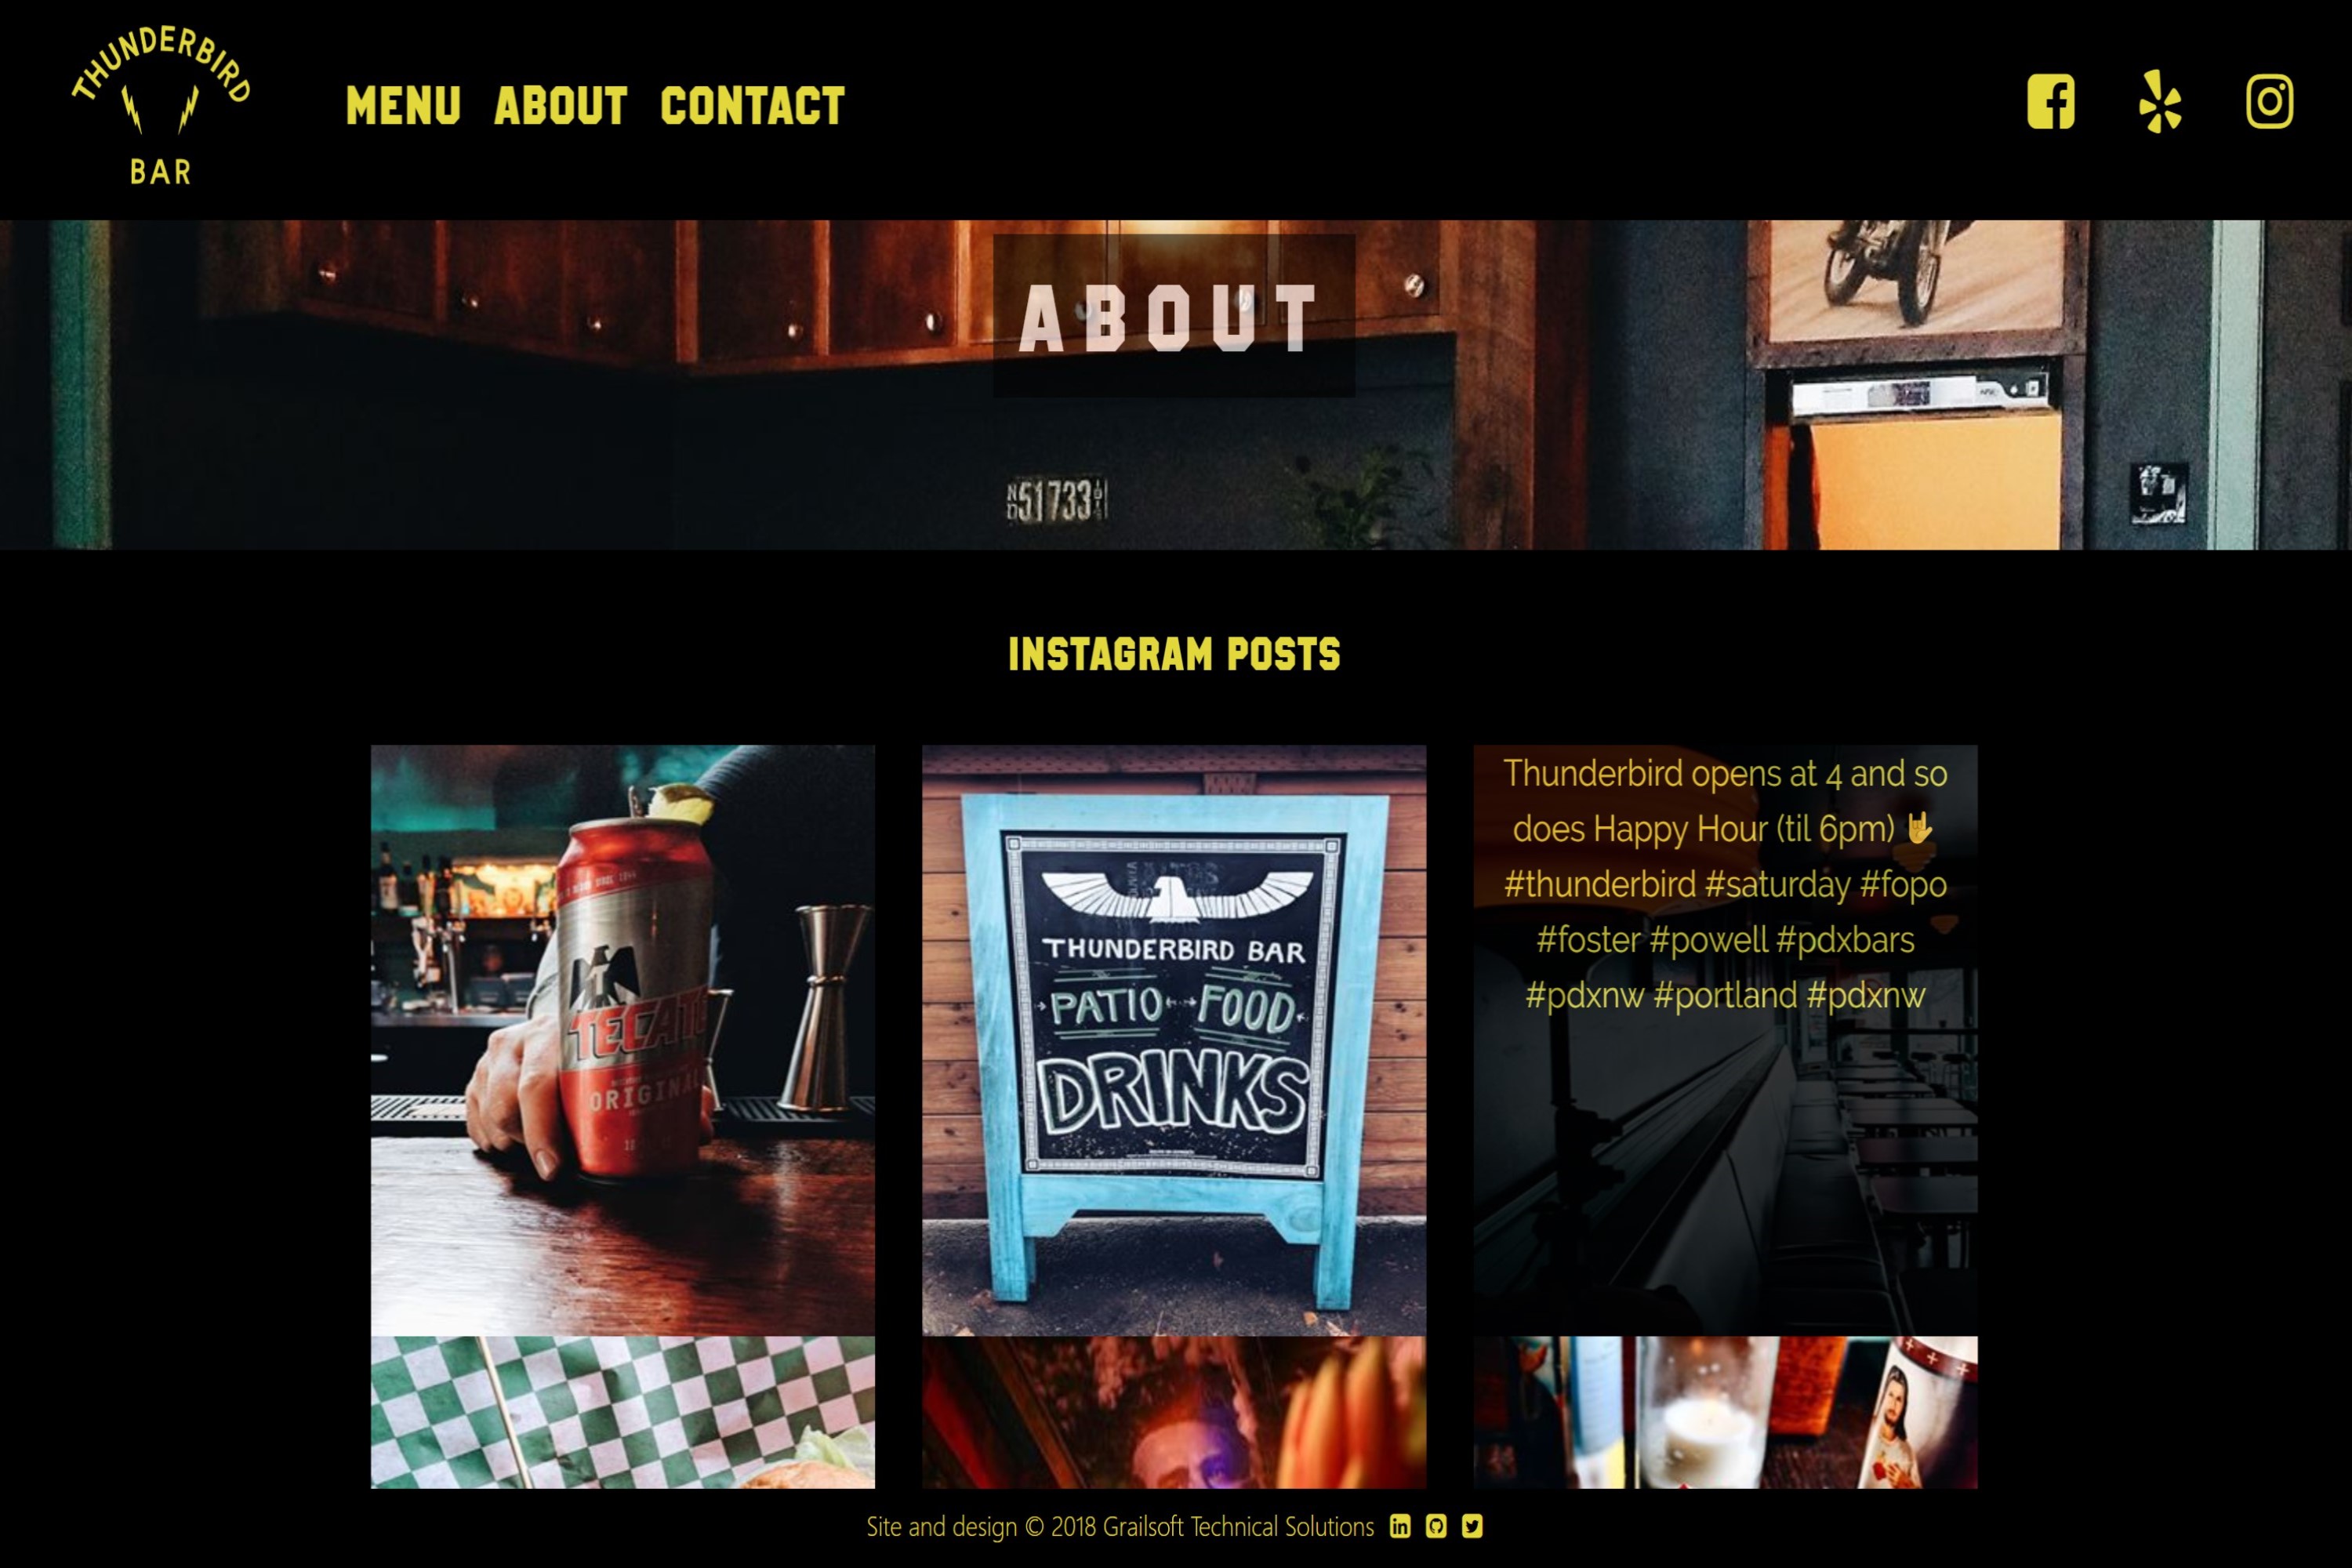 THUNDERBIRD
BAR
MENU ABOUT CONTACT
ABOUT
51733
INSTAGRAM POSTS
TECATE
ORIGINAL
THUNDERBIRD BAR
PATIO FOOD
DRINKS
Thunderbird opens at 4 and so
does Happy Hour (til 6pm) 🤘
#thunderbird #saturday #fopo
#foster #powell #pdxbars
#pdxnw #portland #pdxnw
Site and design © 2018 Grailsoft Technical Solutions